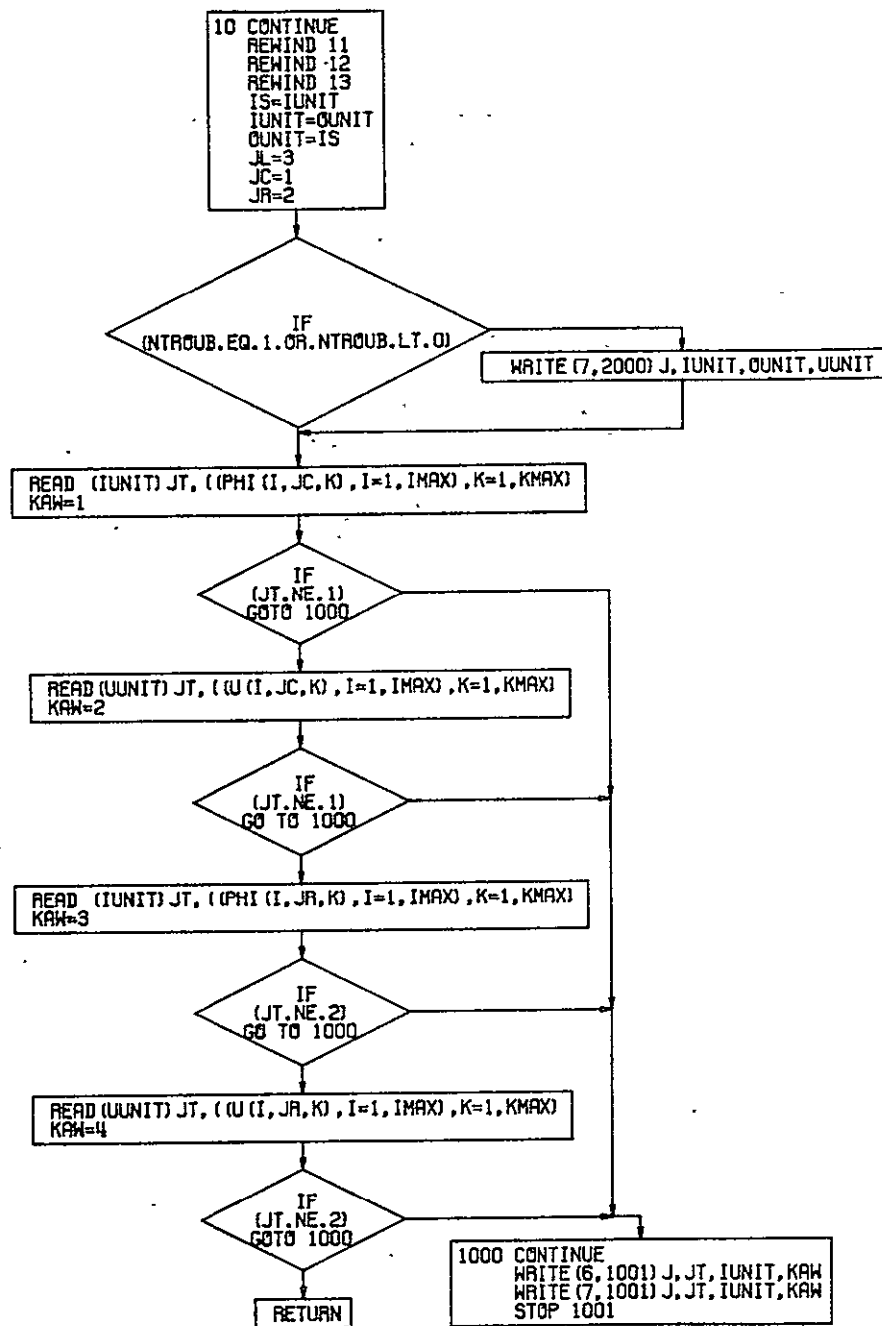 10 CONTINUE
REWIND 11
REWIND 12
REWIND 13
IS=IUNIT
IUNIT=OUNIT
OUNIT=IS
JL=3
JC=1
JR=2
IF
(NTROUB.EQ.1.OR.NTROUB.LT.0)
WRITE(7,2000)J,IUNIT,OUNIT,UUNIT
READ (IUNIT)JT,((PHI(I,JC,K),I=1,IMAX),K=1,KMAX)
KAW=1
IF
(JT.NE.1)
GOTO 1000
READ(UUNIT)JT,((U(I,JC,K),I=1,IMAX),K=1,KMAX)
KAW=2
IF
(JT.NE.1)
GO TO 1000
READ (IUNIT)JT,((PHI(I,JR,K),I=1,IMAX),K=1,KMAX)
KAW=3
IF
(JT.NE.2)
GO TO 1000
READ(UUNIT)JT,((U(I,JR,K),I=1,IMAX),K=1,KMAX)
KAW=4
IF
(JT.NE.2)
GOTO 1000
1000 CONTINUE
WRITE(6,1001)J,JT,IUNIT,KAW
WRITE(7,1001)J,JT,IUNIT,KAW
STOP 1001
RETURN